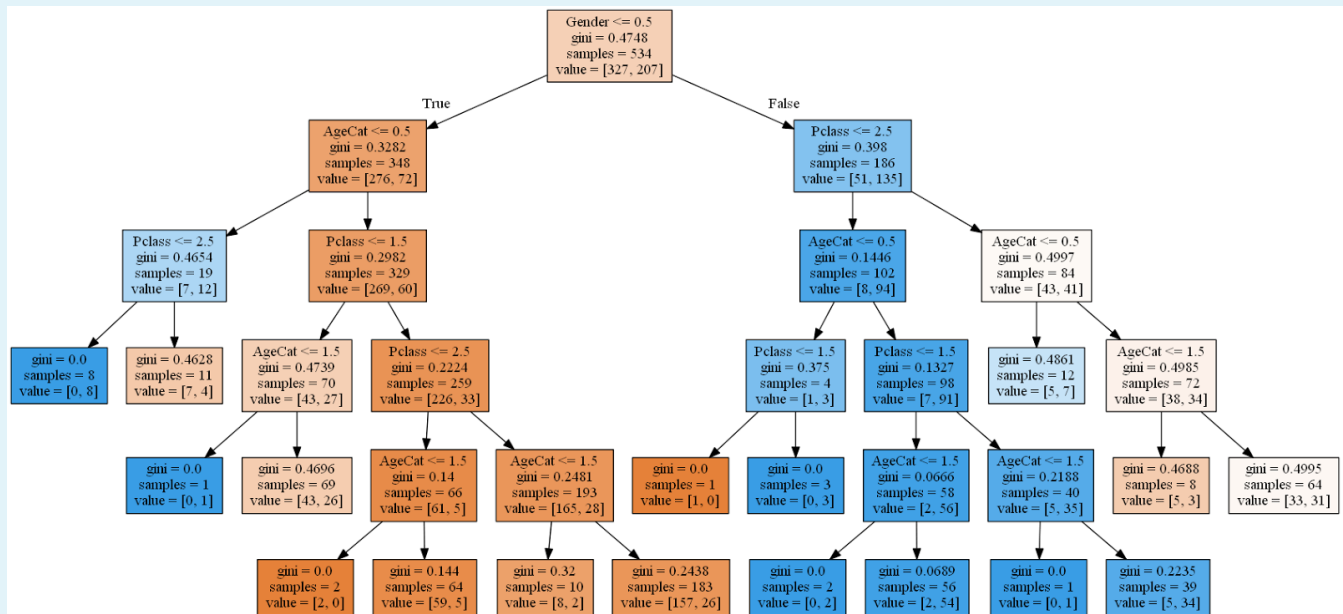 Gender <= 0.5
gini = 0.4748
samples = 534
value = [327, 207]
True
False
AgeCat <= 0.5
gini = 0.3282
samples = 348
value = [276, 72]
Pclass <= 2.5
gini = 0.398
samples = 186
value = [51, 135]
Pclass <= 2.5
gini = 0.4654
samples = 19
value = [7, 12]
Pclass <= 1.5
gini = 0.2982
samples = 329
value = [269, 60]
AgeCat <= 0.5
gini = 0.1446
samples = 102
value = [8, 94]
AgeCat <= 0.5
gini = 0.4997
samples = 84
value = [43, 41]
gini = 0.0
samples = 8
value = [0, 8]
gini = 0.4628
samples = 11
value = [7, 4]
AgeCat <= 1.5
gini = 0.4739
samples = 70
value = [43, 27]
Pclass <= 2.5
gini = 0.2224
samples = 259
value = [226, 33]
Pclass <= 1.5
gini = 0.375
samples = 4
value = [1, 3]
Pclass <= 1.5
gini = 0.1327
samples = 98
value = [7, 91]
gini = 0.4861
samples = 12
value = [5, 7]
AgeCat <= 1.5
gini = 0.4985
samples = 72
value = [38, 34]
gini = 0.0
samples = 1
value = [0, 1]
gini = 0.4696
samples = 69
value = [43, 26]
AgeCat <= 1.5
gini = 0.14
samples = 66
value = [61, 5]
AgeCat <= 1.5
gini = 0.2481
samples = 193
value = [165, 28]
gini = 0.0
samples = 1
value = [1, 0]
gini = 0.0
samples = 3
value = [0, 3]
AgeCat <= 1.5
gini = 0.0666
samples = 58
value = [2, 56]
AgeCat <= 1.5
gini = 0.2188
samples = 40
value = [5, 35]
gini = 0.4688
samples = 8
value = [5, 3]
gini = 0.4995
samples = 64
value = [33, 31]
gini = 0.0
samples = 2
value = [2, 0]
gini = 0.144
samples = 64
value = [59, 5]
gini = 0.32
samples = 10
value = [8, 2]
gini = 0.2438
samples = 183
value = [157, 26]
gini = 0.0
samples = 2
value = [0, 2]
gini = 0.0689
samples = 56
value = [2, 54]
gini = 0.0
samples = 1
value = [0, 1]
gini = 0.2235
samples = 39
value = [5, 34]